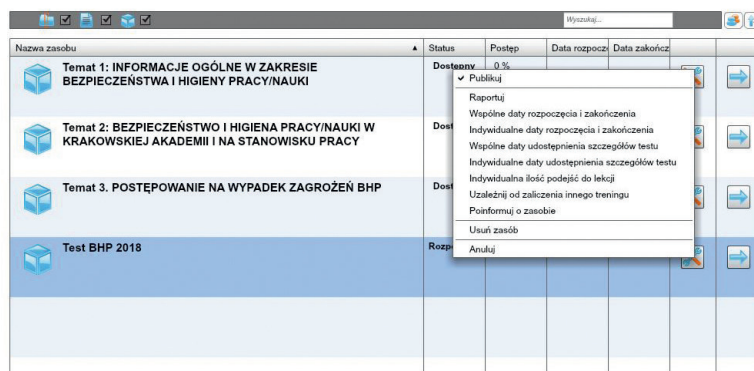 Wyszukaj...
Nazwa zasobu Status Postęp Data rozpocz Data zakończ
Temat 1: INFORMACJE OGÓLNE W ZAKRESIE
BEZPIECZEŃSTWA I HIGIENY PRACY/NAUKI
Dostępny 0 %
Temat 2: BEZPIECZEŃSTWO I HIGIENA PRACY/NAUKI W
KRAKOWSKIEJ AKADEMII I NA STANOWISKU PRACY
Dost
Temat 3. POSTĘPOWANIE NA WYPADEK ZAGROŻEŃ BHP
Dost
Test BHP 2018
Rozp
Publikuj
Raportuj
Wspólne daty rozpoczęcia i zakończenia
Indywidualne daty rozpoczęcia i zakończenia
Wspólne daty udostępnienia szczegółów testu
Indywidualne daty udostępnienia szczegółów testu
Indywidualna ilość podejść do lekcji
Uzależnij od zaliczenia innego treningu
Poinformuj o zasobie
Usuń zasób
Anuluj